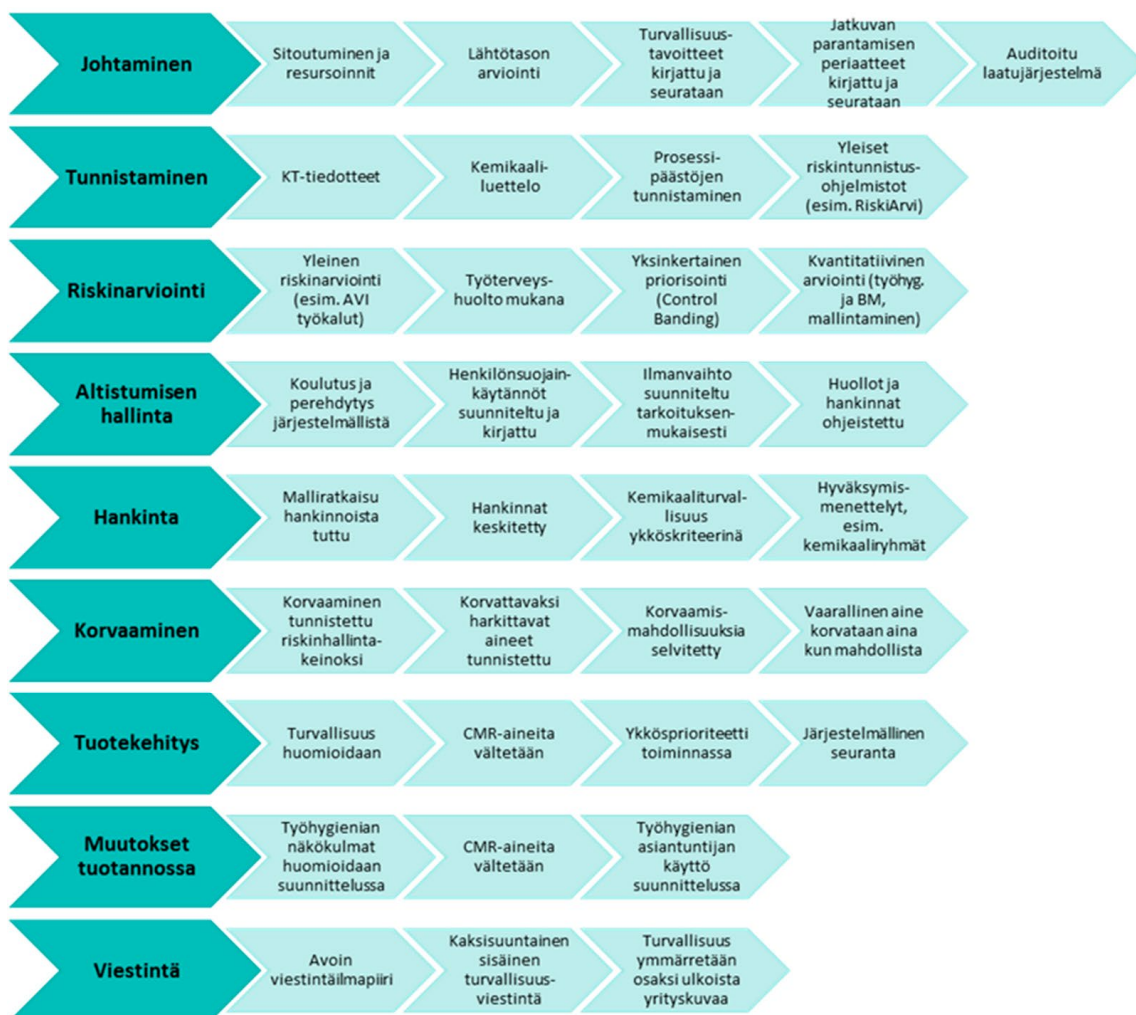 Johtaminen
Sitoutuminen ja
resursoinnit
Lähtötason
arviointi
Turvallisuus-
tavoitteet
kirjattu ja
seurataan
Jatkuvan
parantamisen
periaatteet
kirjattu ja
seurataan
Auditoitu
laatujärjestelmä
Tunnistaminen
KT-tiedotteet
Kemikaali-
luettelo
Prosessi-
päästöjen
tunnistaminen
Yleiset
riskintunnistus-
ohjelmistot
(esim. RiskiArvi)
Riskinarviointi
Yleinen
riskinarviointi
(esim. AVI
työkalut)
Työterveys-
huolto mukana
Yksinkertainen
priorisointi
(Control
Banding)
Kvantitatiivinen
arviointi (työhyg.
ja BM,
mallintaminen)
Altistumisen
hallinta
Koulutus ja
perehdytys
järjestelmällistä
Henkilönsuojain-
käytännöt
suunniteltu ja
kirjattu
Ilmanvaihto
suunniteltu
tarkoituksen-
mukaisesti
Huollot ja
hankinnat
ohjeistettu
Hankinta
Malliratkaisu
hankinnoista
tuttu
Hankinnat
keskitetty
Kemikaaliturval-
lisuus
ykköskriteerinä
Hyväksymis-
menettelyt,
esim.
kemikaaliryhmät
Korvaaminen
Korvaaminen
tunnistettu
riskinhallinta-
keinoksi
Korvattavaksi
harkittavat
aineet
tunnistettu
Korvaamis-
mahdollisuuksia
selvitetty
Vaarallinen aine
korvataan aina
kun mahdollista
Tuotekehitys
Turvallisuus
huomioidaan
CMR-aineita
vältetään
Ykkösprioriteetti
toiminnassa
Järjestelmällinen
seuranta
Muutokset
tuotannossa
Työhygienian
näkökulmat
huomioidaan
suunnittelussa
CMR-aineita
vältetään
Työhygienian
asiantuntijan
käyttö
suunnittelussa
Viestintä
Avoin
viestintäilmapiiri
Kaksisuuntainen
sisäinen
turvallisuus-
viestintä
Turvallisuus
ymmärretään
osaksi ulkoista
yrityskuvaa